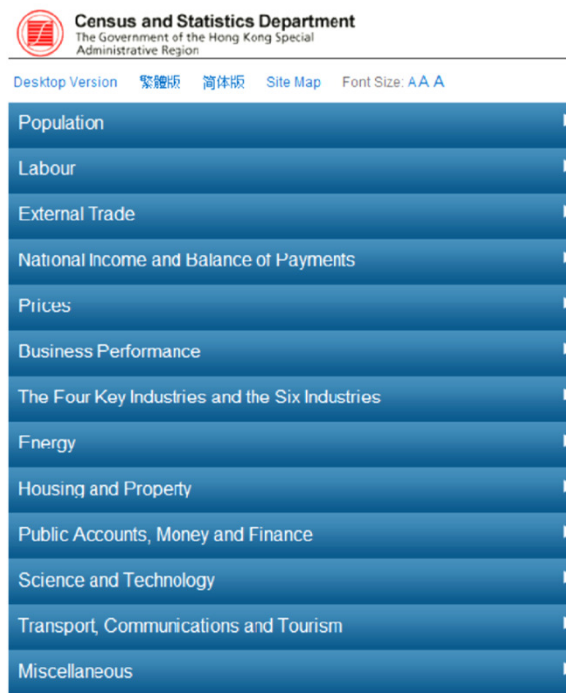 Census and Statistics Department
The Government of the Hong Kong Special
Administrative Region
Desktop Version 繁體版 简体版 Site Map Font Size: A A A
Population
Labour
External Trade
National Income and Balance of Payments
Prices
Business Performance
The Four Key Industries and the Six Industries
Energy
Housing and Property
Public Accounts, Money and Finance
Science and Technology
Transport, Communications and Tourism
Miscellaneous